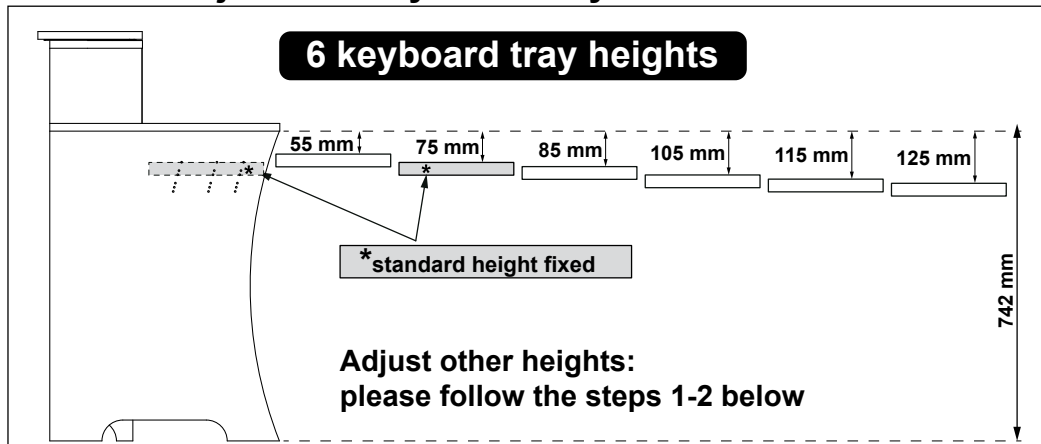 6 keyboard tray heights
55 mm
75 mm
85 mm
105 mm
115 mm
125 mm
*
*
*standard height fixed
742 mm
Adjust other heights:
please follow the steps 1-2 below